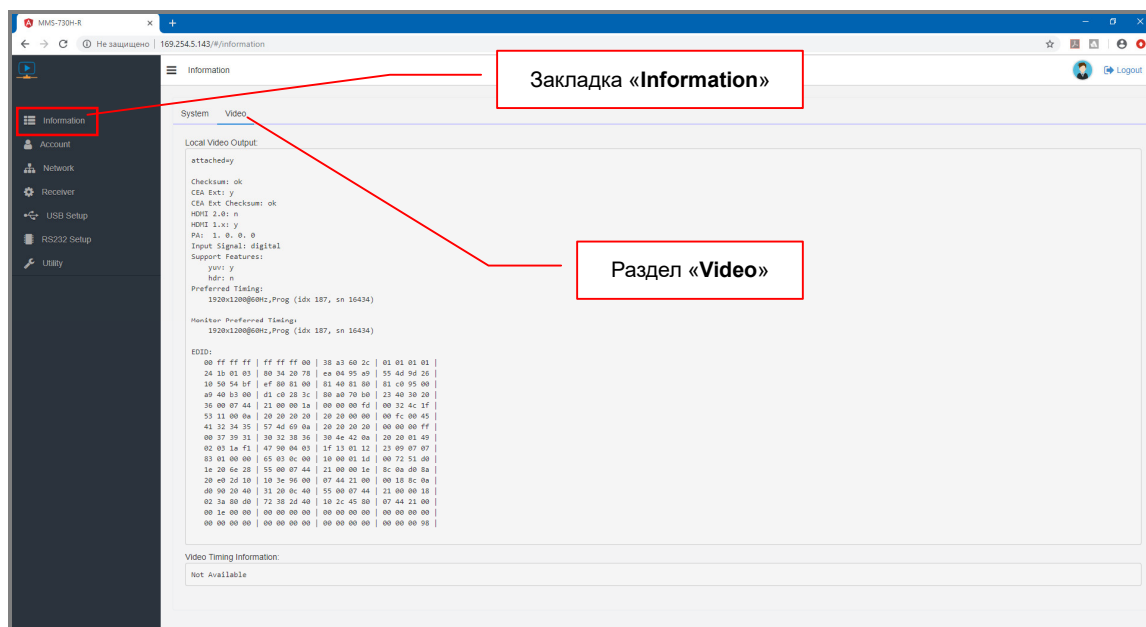 MMS-730H-R
Не защищено | 169.254.5.143/#/information
Information
Logout
Закладка «Information»
Information
Account
Network
Receiver
USB Setup
RS232 Setup
Utility
System Video
Local Video Output:
attached=y
Checksum: ok
CEA Ext: y
CEA Ext Checksum: ok
HDMI 2.0: n
HDMI 1.x: y
PA: 1. 0. 0. 0
Input Signal: digital
Support Features:
yuv: y
hdr: n
Preferred Timing:
1920x1200@60Hz,Prog (idx 187, sn 16434)
Monitor Preferred Timing:
1920x1200@60Hz,Prog (idx 187, sn 16434)
Раздел «Video»
EDID:
00 ff ff ff | ff ff ff 00 | 38 a3 60 2c | 01 01 01 01 |
24 1b 01 03 | 80 34 20 78 | ea 04 95 a9 | 55 4d 9d 26 |
10 50 54 bf | ef 80 81 00 | 81 40 81 80 | 81 c0 95 00 |
a9 40 b3 00 | d1 c0 28 3c | 80 a0 70 b0 | 23 40 30 20 |
36 00 07 44 | 21 00 00 1a | 00 00 00 fd | 00 32 4c 1f |
53 11 00 0a | 20 20 20 20 | 20 20 00 00 | 00 fc 00 45 |
41 32 34 35 | 57 4d 69 0a | 20 20 20 20 | 00 00 00 ff |
00 37 39 31 | 30 32 38 36 | 30 4e 42 0a | 20 20 01 49 |
02 03 1a f1 | 47 90 04 03 | 1f 13 01 12 | 23 09 07 07 |
83 01 00 00 | 65 03 0c 00 | 10 00 01 1d | 00 72 51 d0 |
1e 20 6e 28 | 55 00 07 44 | 21 00 00 1e | 8c 0a d0 8a |
20 e0 2d 10 | 10 3e 96 00 | 07 44 21 00 | 00 18 8c 0a |
d0 90 20 40 | 31 20 0c 40 | 55 00 07 44 | 21 00 00 18 |
02 3a 80 d0 | 72 38 2d 40 | 10 2c 45 80 | 07 44 21 00 |
00 1e 00 00 | 00 00 00 00 | 00 00 00 00 | 00 00 00 00 |
00 00 00 00 | 00 00 00 00 | 00 00 00 00 | 00 00 00 98 |
Video Timing Information:
Not Available